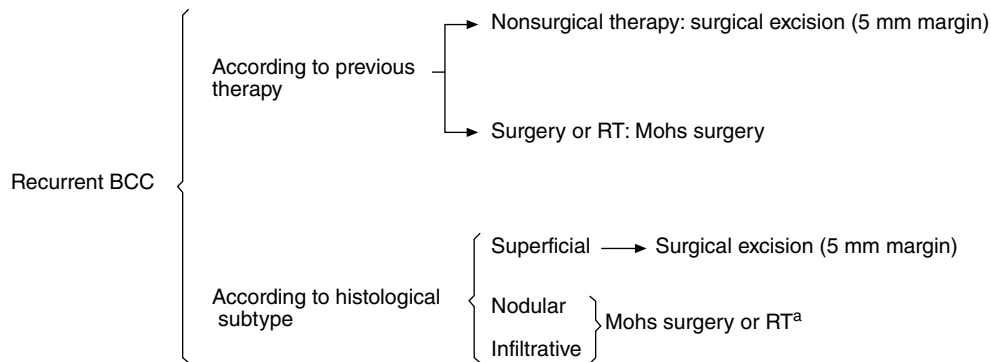 Nonsurgical therapy: surgical excision (5 mm margin)
According to previous
therapy
Surgery or RT: Mohs surgery
Recurrent BCC
Superficial
Surgical excision (5 mm margin)
According to histological
subtype
Nodular
Mohs surgery or RTᵃ
Infiltrative